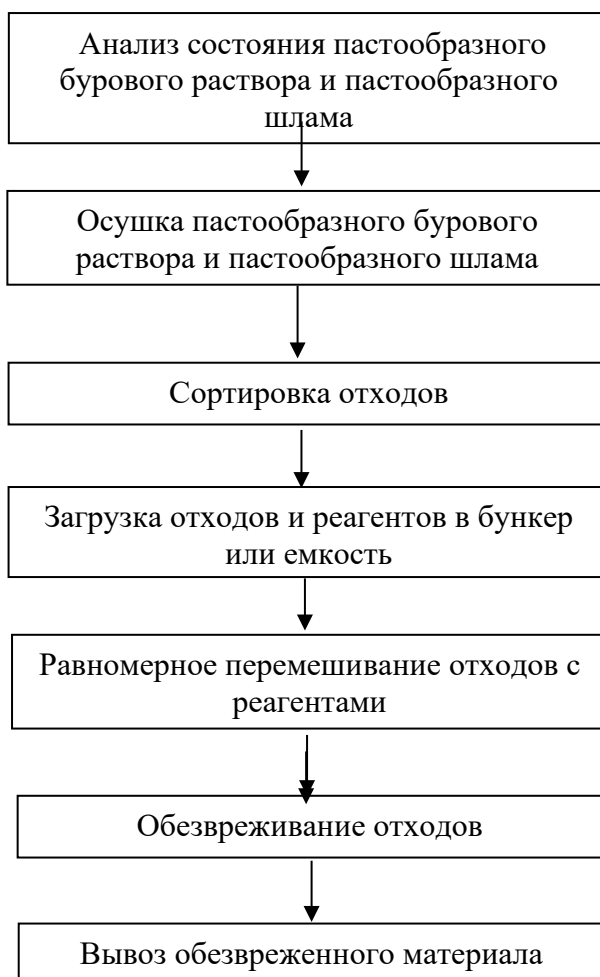 Анализ состояния пастообразного
бурового раствора и пастообразного
шлама
Осушка пастообразного бурового
раствора и пастообразного шлама
Сортировка отходов
Загрузка отходов и реагентов в бункер
или емкость
Равномерное перемешивание отходов с
реагентами
Обезвреживание отходов
Вывоз обезвреженного материала